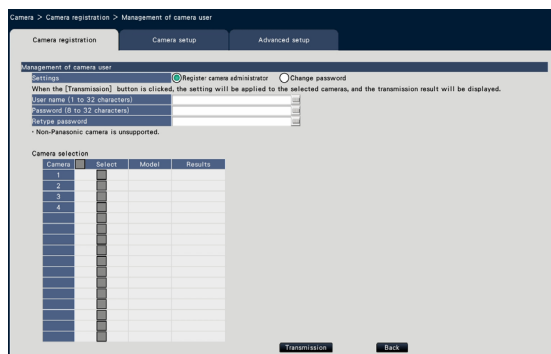 Camera > Camera registration > Management of camera user
Camera registration Camera setup Advanced setup
Management of camera user
Settings Register camera administrator Change password
When the [Transmission] button is clicked, the setting will be applied to the selected cameras, and the transmission result will be displayed.
User name (1 to 32 characters)
Password (8 to 32 characters)
Retype password
・Non-Panasonic camera is unsupported.
Camera selection
Camera Select Model Results
1
2
3
4
Transmission Back